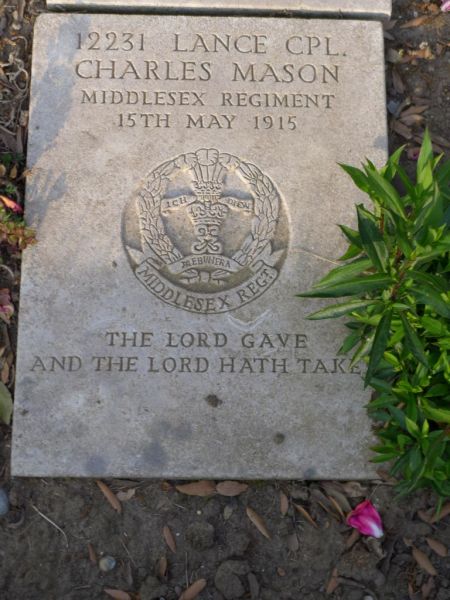 12231 LANCE CPL.
CHARLES MASON
MIDDLESEX REGIMENT
15TH MAY 1915
ICH DIEN
ALBUHERA
MIDDLESEX REGT
THE LORD GAVE
AND THE LORD HATH TAKE